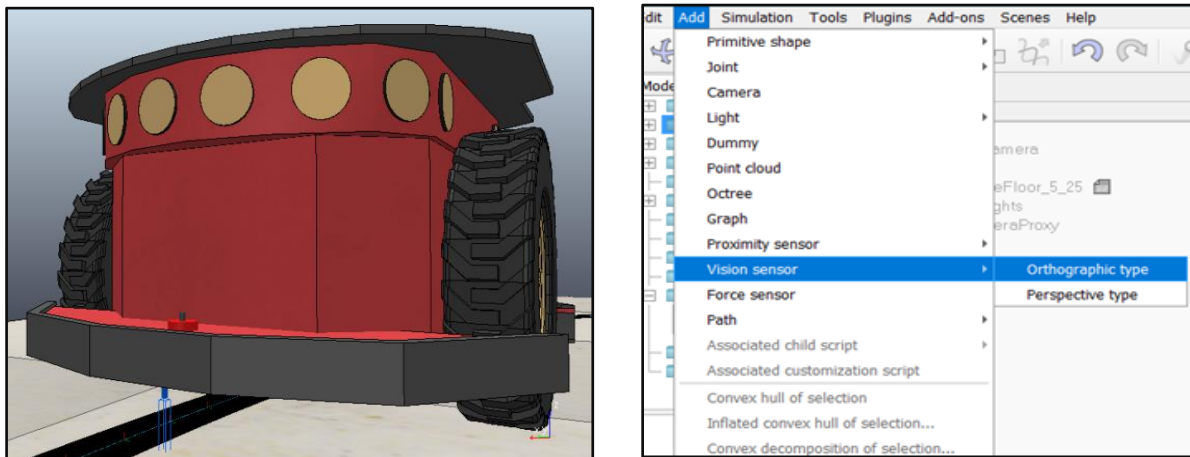 dit Add Simulation Tools Plugins Add-ons Scenes Help
Primitive shape
Joint
Mode
Camera
Light
Dummy
amera
Point cloud
Octree
eFloor_5_25
ghts
Graph
eraProxy
Proximity sensor
Vision sensor
Orthographic type
Force sensor
Perspective type
Path
Associated child script
Associated customization script
Convex hull of selection
Inflated convex hull of selection...
Convex decomposition of selection...